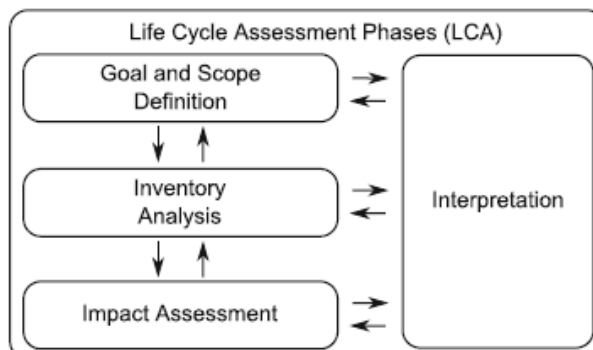 Life Cycle Assessment Phases (LCA)
Goal and Scope
Definition
Inventory
Analysis
Interpretation
Impact Assessment